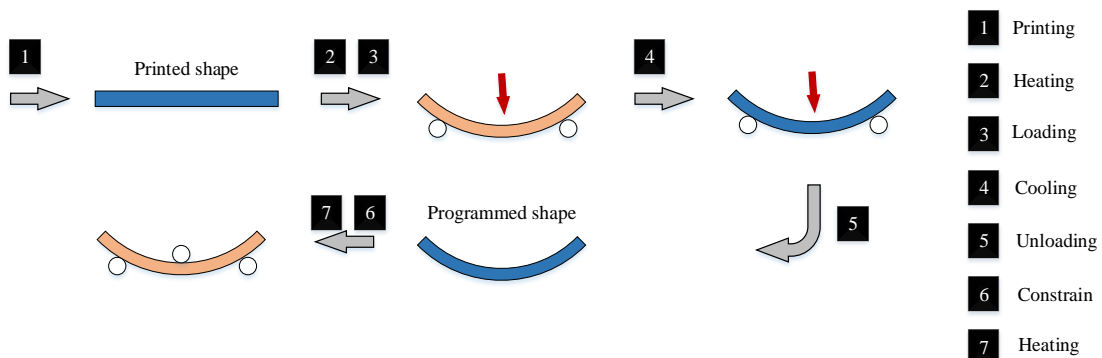 1
Printed shape
2 3
4
7 6
Programmed shape
5
1 Printing
2 Heating
3 Loading
4 Cooling
5 Unloading
6 Constrain
7 Heating